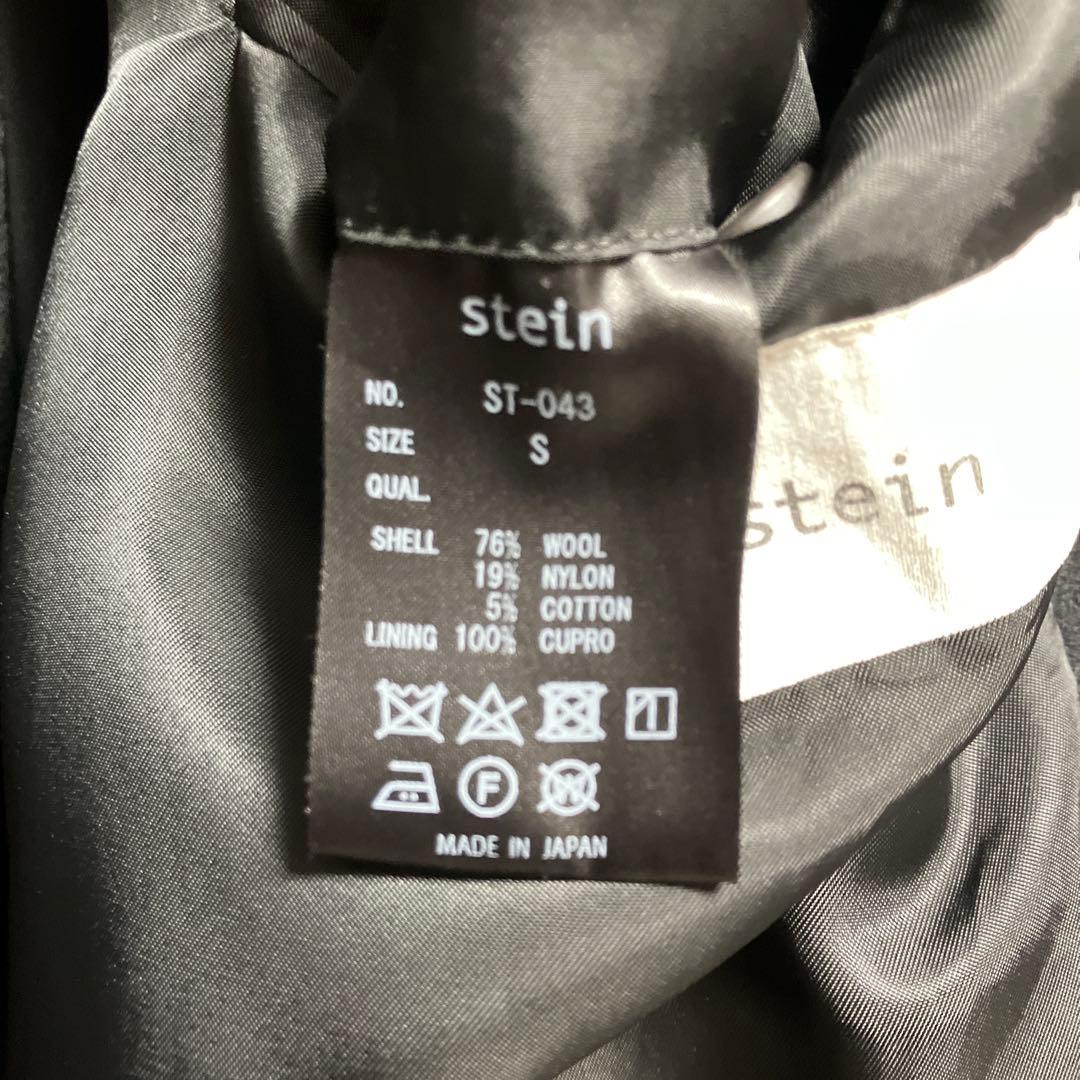 stein
NO. ST-043
SIZE S
QUAL.
SHELL 76% WOOL
19% NYLON
5% COTTON
LINING 100% CUPRO
F
W
MADE IN JAPAN
stein